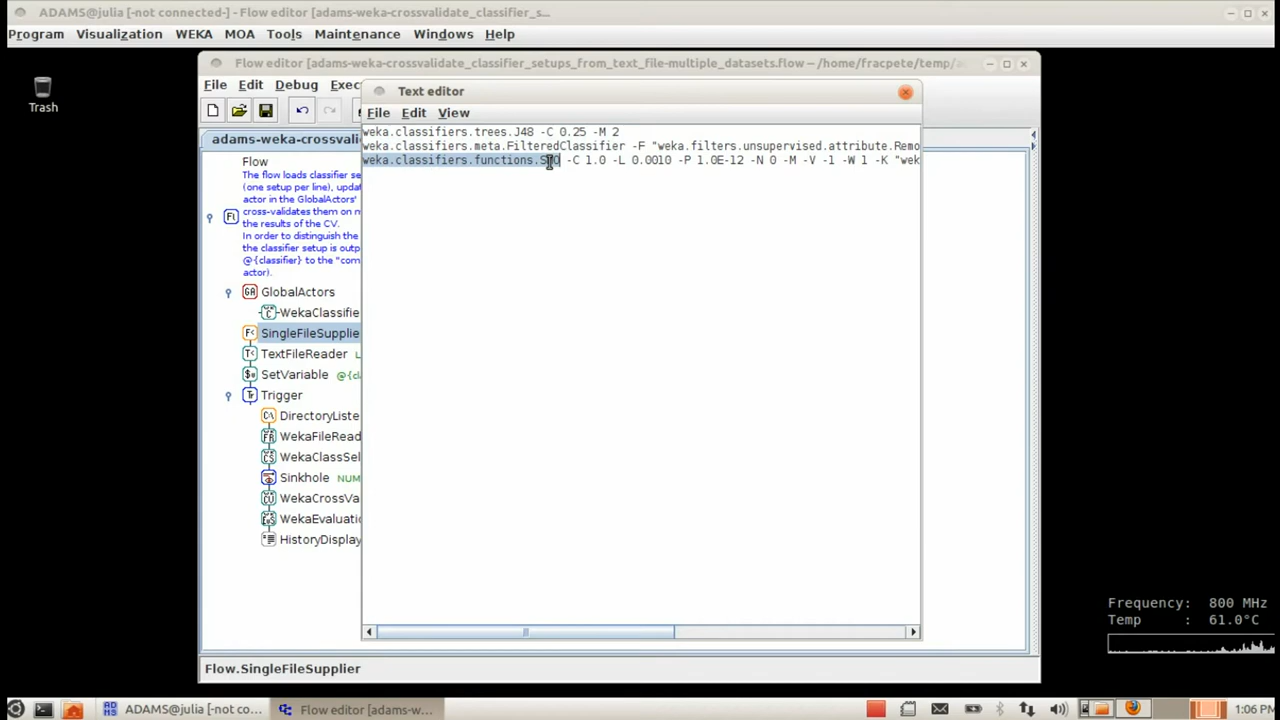 ADAMS@julia [-not connected-] - Flow editor [adams-weka-crossvalidate_classifier_s...
Program Visualization WEKA MOA Tools Maintenance Windows Help
Trash
Flow editor [adams-weka-crossvalidate_classifier_setups_from_text_file-multiple_datasets.flow – /home/fracpete/temp/
File Edit Debug Exec
adams-weka-crossval
Text editor
File Edit View
weka.classifiers.trees.J48 -C 0.25 -M 2
weka.classifiers.meta.FilteredClassifier -F "weka.filters.unsupervised.attribute.Remo
weka.classifiers.functions.SMO -C 1.0 -L 0.0010 -P 1.0E-12 -N 0 -M -V -1 -W 1 -K "wek
Flow
The flow loads classifier se
(one setup per line), updat
actor in the GlobalActors'
cross-validates them on m
the results of the CV.
In order to distinguish the
the classifier setup is outp
@{classifier} to the "com
actor).
GlobalActors
WekaClassifie
SingleFileSupplie
TextFileReader L
SetVariable @{cla
Trigger
DirectoryListe
WekaFileRead
WekaClassSel
Sinkhole NUM
WekaCrossVa
WekaEvaluatio
HistoryDisplay
Flow.SingleFileSupplier
Frequency: 800 MHz
Temp : 61.0°C
ADAMS@julia [-not co... Flow editor [adams-w... 1:06 PM